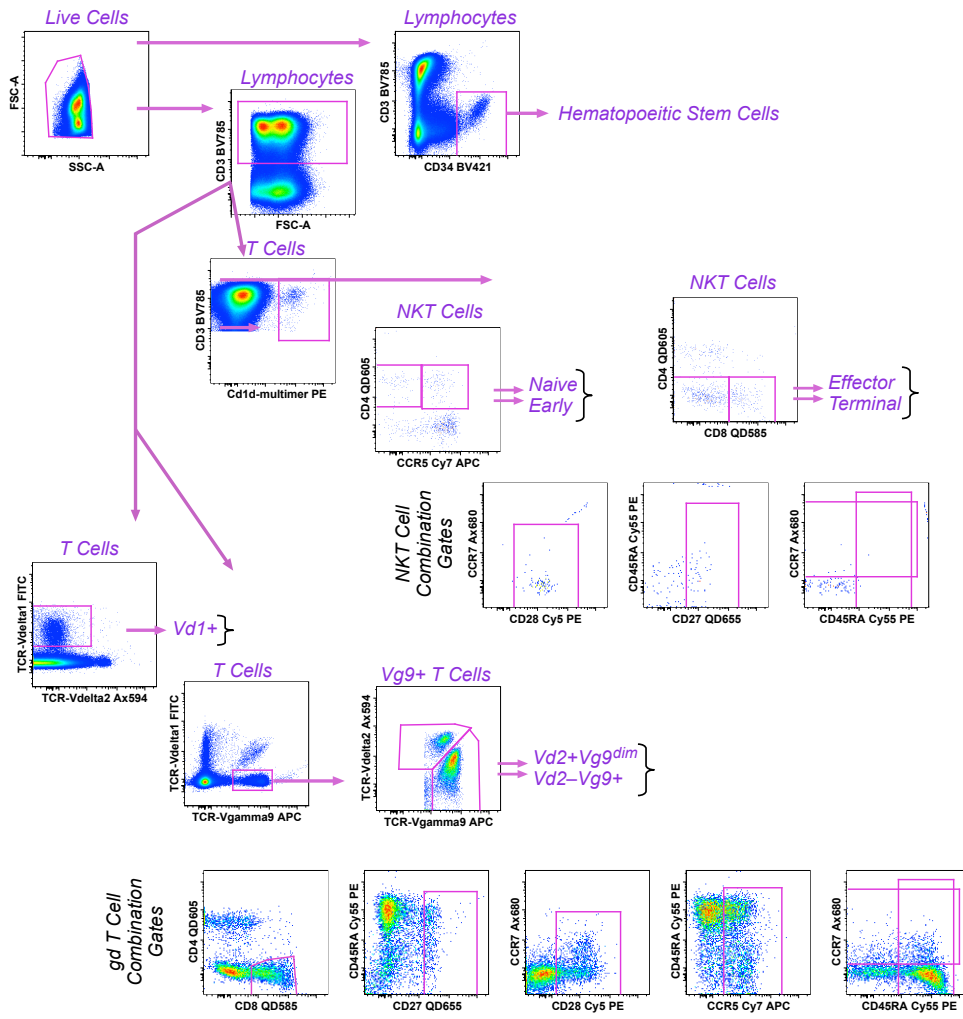 Live Cells
FSC-A
SSC-A
Lymphocytes
CD3 BV785
CD34 BV421
Hematopoeitic Stem Cells
Lymphocytes
CD3 BV785
FSC-A
T Cells
CD3 BV785
Cd1d-multimer PE
NKT Cells
CD4 QD605
CCR5 Cy7 APC
Naive
Early
NKT Cells
CD4 QD605
CD8 QD585
Effector
Terminal
NKT Cell
Combination
Gates
CCR7 Ax680
CD28 Cy5 PE
CD45RA Cy55 PE
CD27 QD655
CCR7 Ax680
CD45RA Cy55 PE
T Cells
TCR-Vdelta1 FITC
TCR-Vdelta2 Ax594
Vd1+
T Cells
TCR-Vdelta1 FITC
TCR-Vgamma9 APC
Vg9+ T Cells
TCR-Vdelta2 Ax594
TCR-Vgamma9 APC
Vd2+Vg9dim
Vd2–Vg9+
gd T Cell
Combination
Gates
CD4 QD605
CD8 QD585
CD45RA Cy55 PE
CD27 QD655
CCR7 Ax680
CD28 Cy5 PE
CD45RA Cy55 PE
CCR5 Cy7 APC
CCR7 Ax680
CD45RA Cy55 PE